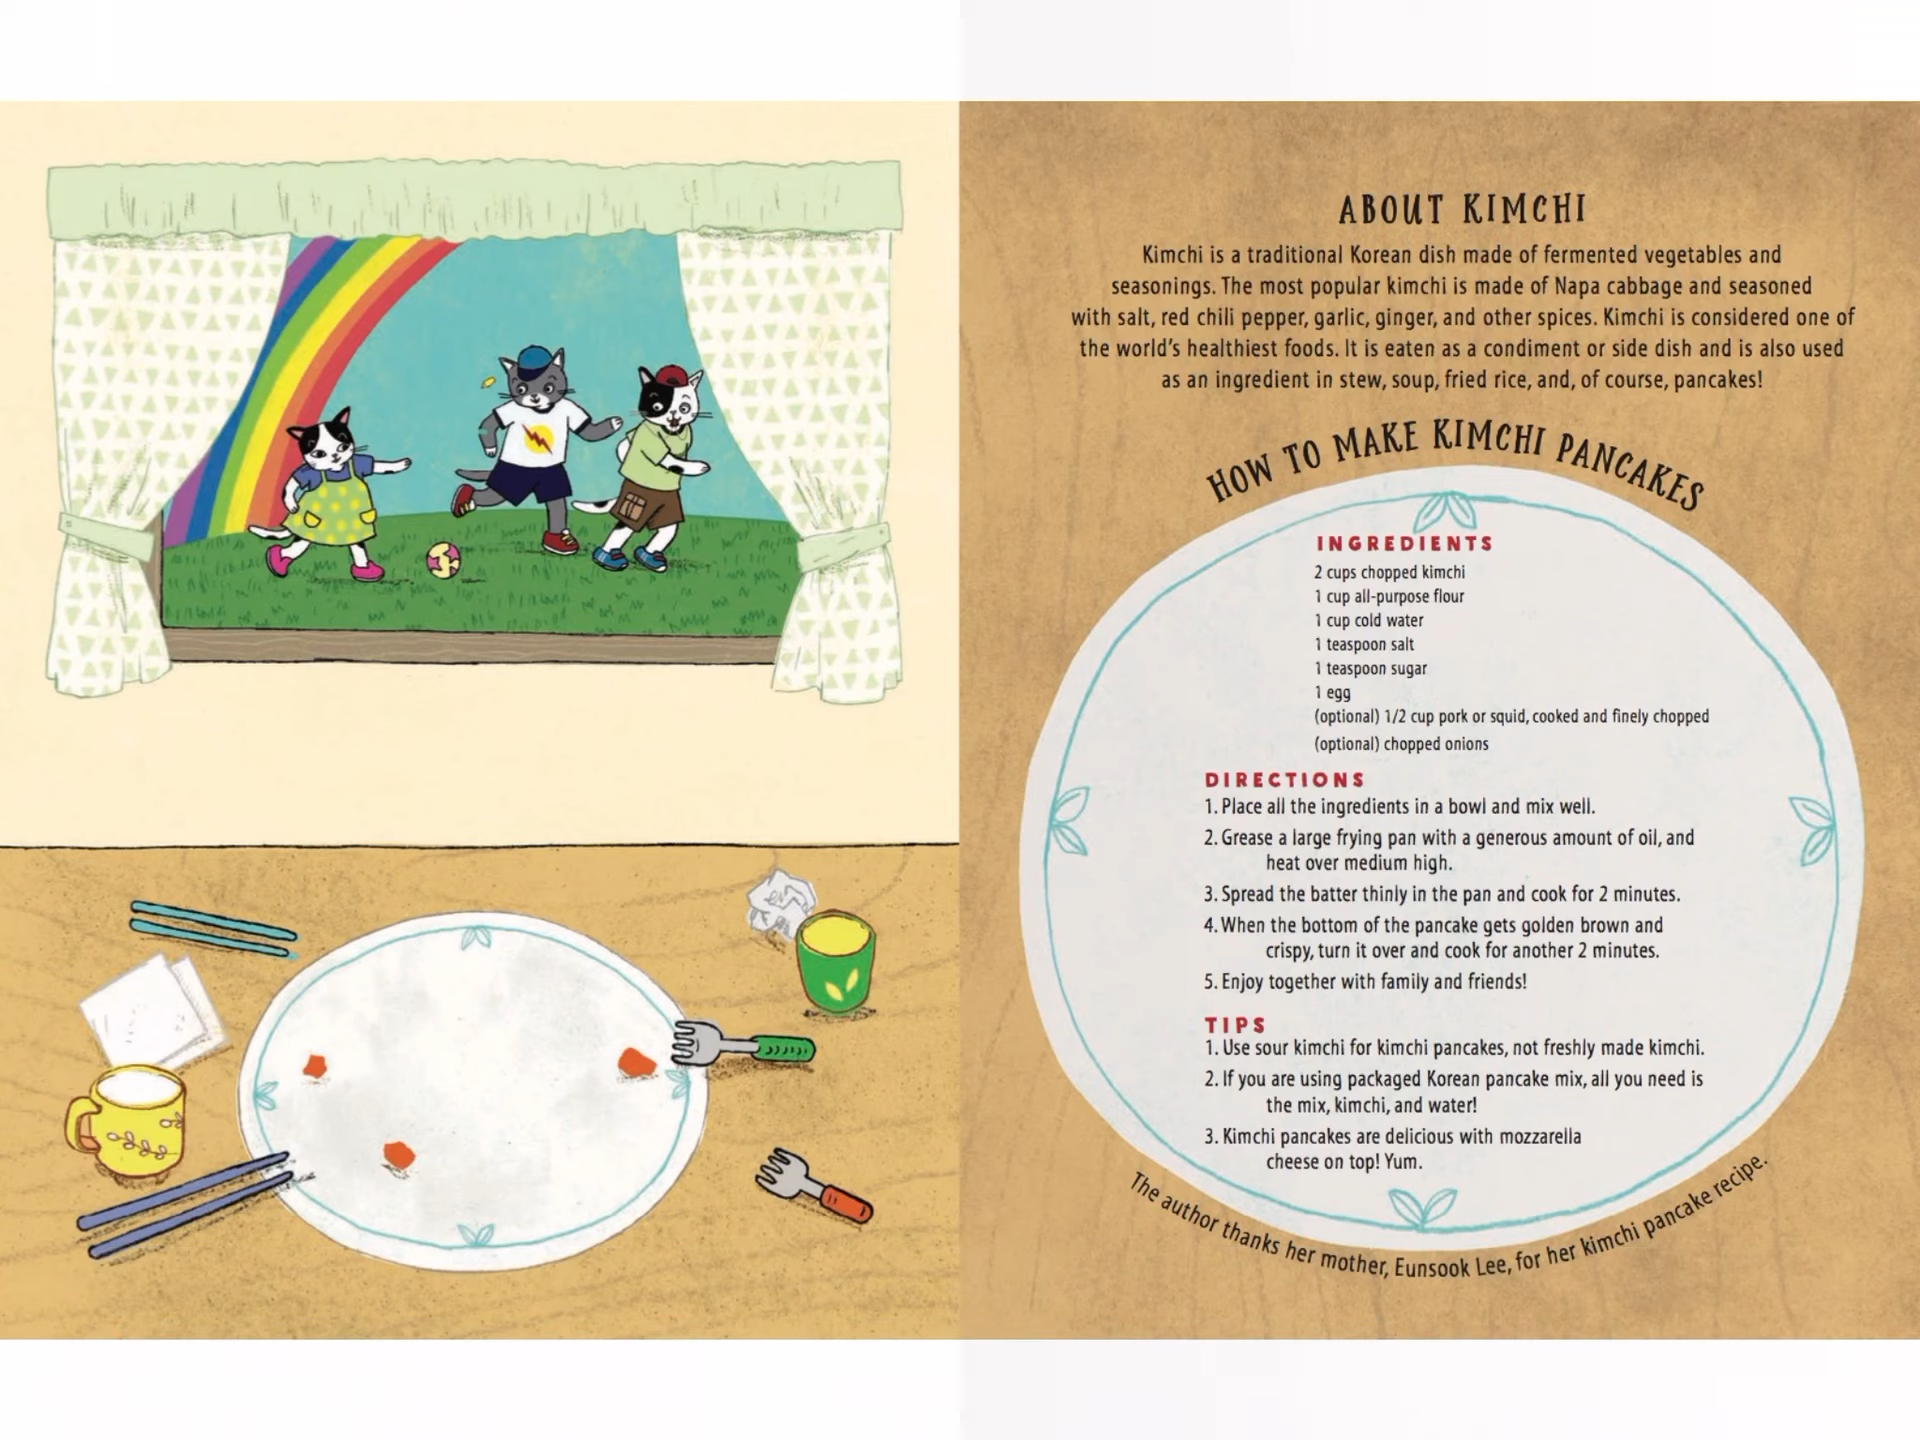 ABOUT KIMCHI
Kimchi is a traditional Korean dish made of fermented vegetables and
seasonings. The most popular kimchi is made of Napa cabbage and seasoned
with salt, red chili pepper, garlic, ginger, and other spices. Kimchi is considered one of
the world's healthiest foods. It is eaten as a condiment or side dish and is also used
as an ingredient in stew, soup, fried rice, and, of course, pancakes!
HOW TO MAKE KIMCHI PANCAKES
INGREDIENTS
2 cups chopped kimchi
1 cup all-purpose flour
1 cup cold water
1 teaspoon salt
1 teaspoon sugar
1 egg
(optional) 1/2 cup pork or squid, cooked and finely chopped
(optional) chopped onions
DIRECTIONS
1. Place all the ingredients in a bowl and mix well.
2. Grease a large frying pan with a generous amount of oil, and
heat over medium high.
3. Spread the batter thinly in the pan and cook for 2 minutes.
4. When the bottom of the pancake gets golden brown and
crispy, turn it over and cook for another 2 minutes.
5. Enjoy together with family and friends!
TIPS
1. Use sour kimchi for kimchi pancakes, not freshly made kimchi.
2. If you are using packaged Korean pancake mix, all you need is
the mix, kimchi, and water!
3. Kimchi pancakes are delicious with mozzarella
cheese on top! Yum.
The author thanks her mother, Eunsook Lee, for her kimchi pancake recipe.